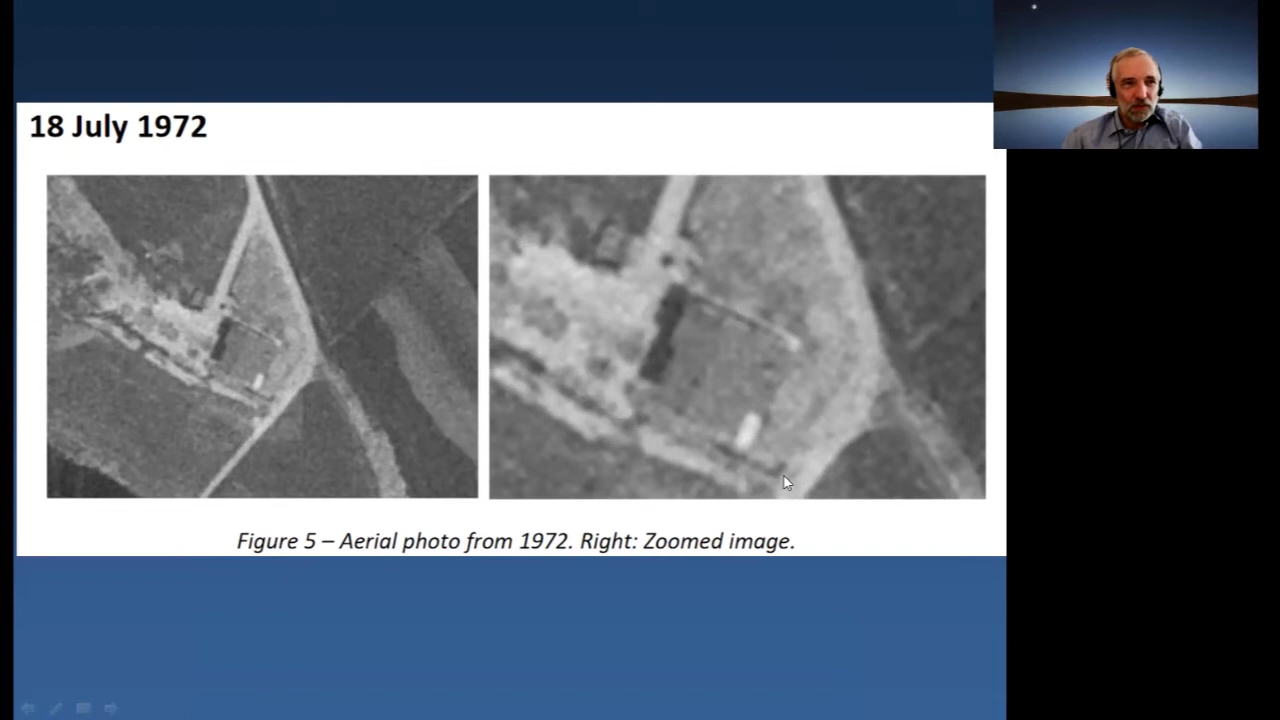 18 July 1972
Figure 5 – Aerial photo from 1972. Right: Zoomed image.